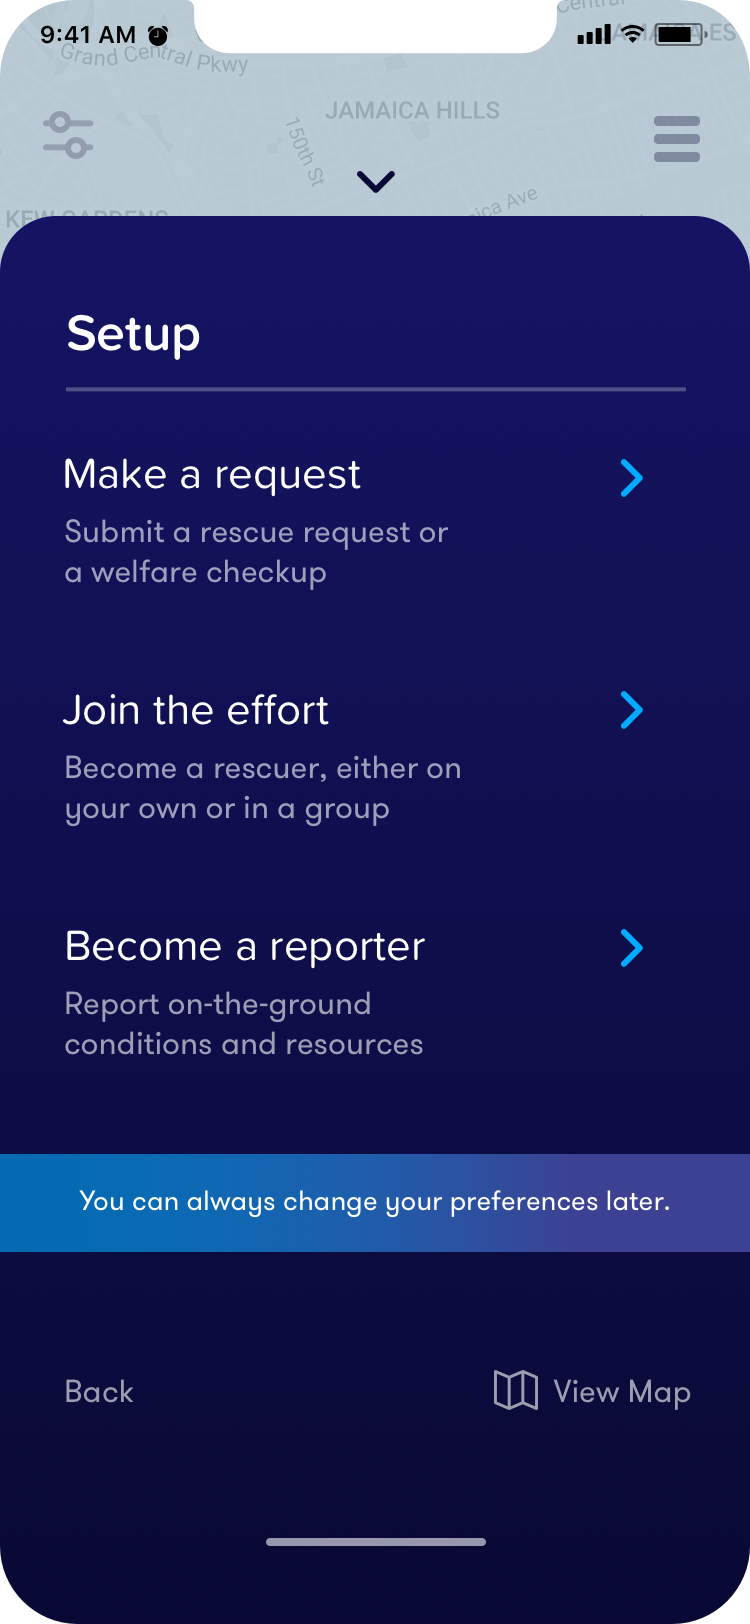 9:41 AM
Central
JAMAICA ES
Grand Central Pkwy
JAMAICA HILLS
150th St
ica Ave
KEW GARDENS
Setup
Make a request
Submit a rescue request or
a welfare checkup
Join the effort
Become a rescuer, either on
your own or in a group
Become a reporter
Report on-the-ground
conditions and resources
You can always change your preferences later.
Back
View Map